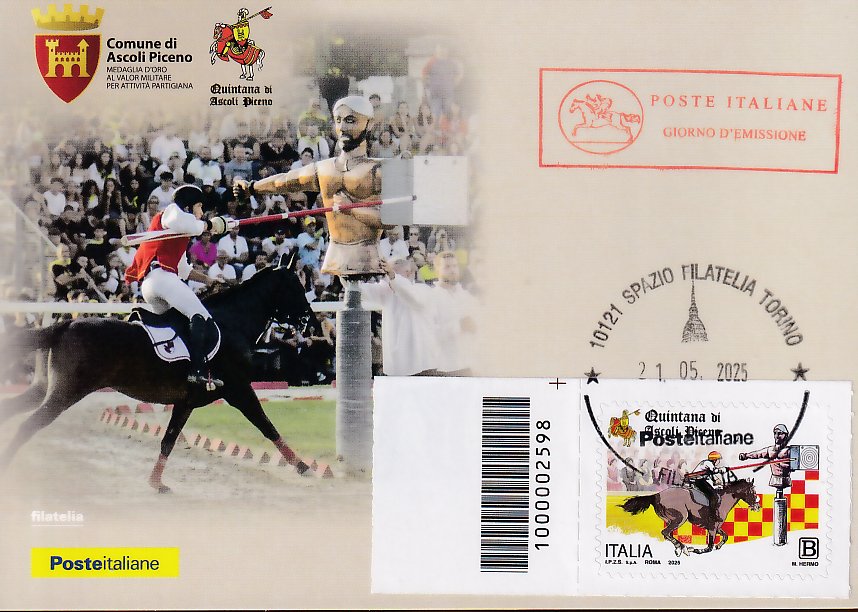 Comune di
Ascoli Piceno
MEDAGLIA D'ORO
AL VALOR MILITARE
PER ATTIVITÀ PARTIGIANA
Quintana di
Ascoli Piceno
POSTE ITALIANE
GIORNO D'EMISSIONE
10121 SPAZIO FILATELIA TORINO
21.05.2025
1000002598
Quintana di
Ascoli Piceno
Posteitaliane
FILATELIA
ITALIA
B
I.P.Z.S. S.p.A. ROMA 2025
M. HERMO
filatelia
Posteitaliane